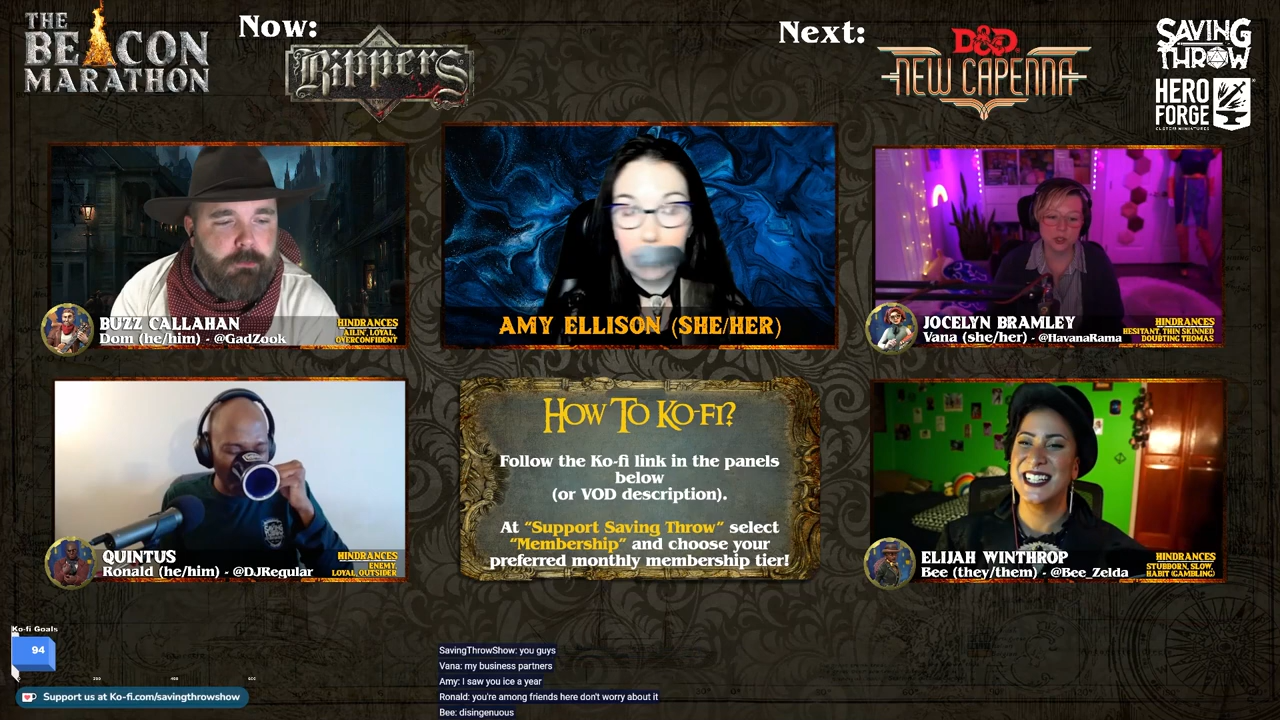 THE
BEACON
MARATHON
Now:
Rippers
Next:
D&D
NEW CAPENNA
SAVING
THROW
HERO
FORGE
CUSTOM MINIATURES
BUZZ CALLAHAN
Dom (he/him) - @GadZook
HINDRANCES
AILIN', LOYAL,
OVERCONFIDENT
AMY ELLISON (SHE/HER)
JOCELYN BRAMLEY
Vana (she/her) - @HavanaRama
HINDRANCES
HESITANT, THIN SKINNED
DOUBTING THOMAS
QUINTUS
Ronald (he/him) - @DJRegular
HINDRANCES
ENEMY,
LOYAL, OUTSIDER
HOW TO KO-FI?
Follow the Ko-fi link in the panels
below
(or VOD description).
At “Support Saving Throw” select
“Membership” and choose your
preferred monthly membership tier!
ELIJAH WINTHROP
Bee (they/them) - @Bee_Zelda
HINDRANCES
STUBBORN, SLOW,
HABIT (GAMBLING)
Ko-fi Goals
94
Support us at Ko-fi.com/savingthrowshow
SavingThrowShow: you guys
Vana: my business partners
Amy: I saw you ice a year
Ronald: you're among friends here don't worry about it
Bee: disingenuous